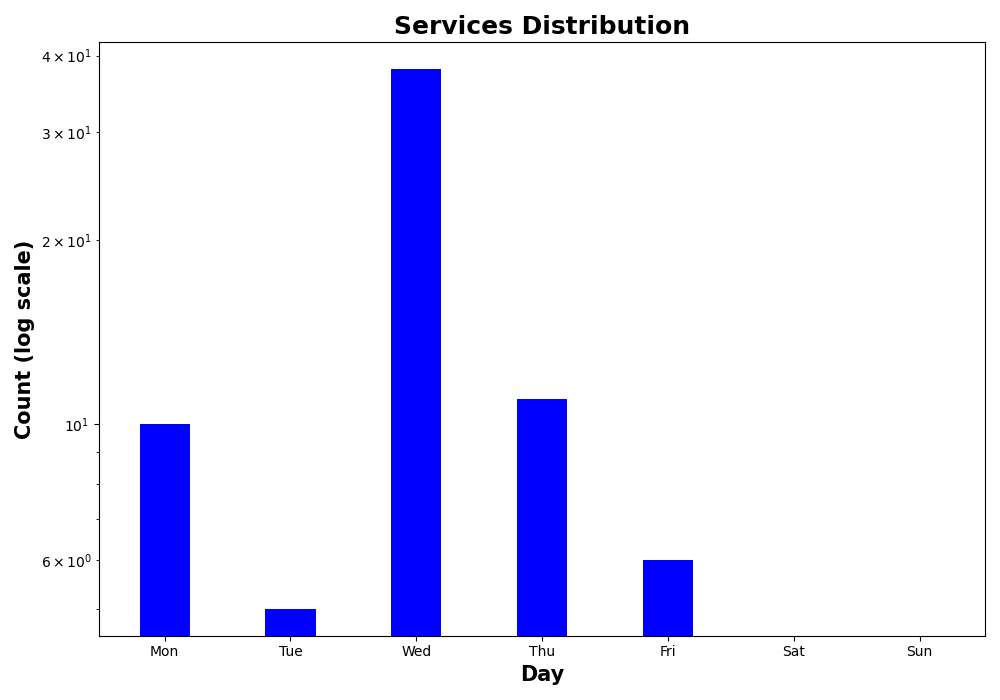 Services Distribution
4 × 10¹
3 × 10¹
2 × 10¹
10¹
6 × 10⁰
Count (log scale)
Mon Tue Wed Thu Fri Sat Sun
Day